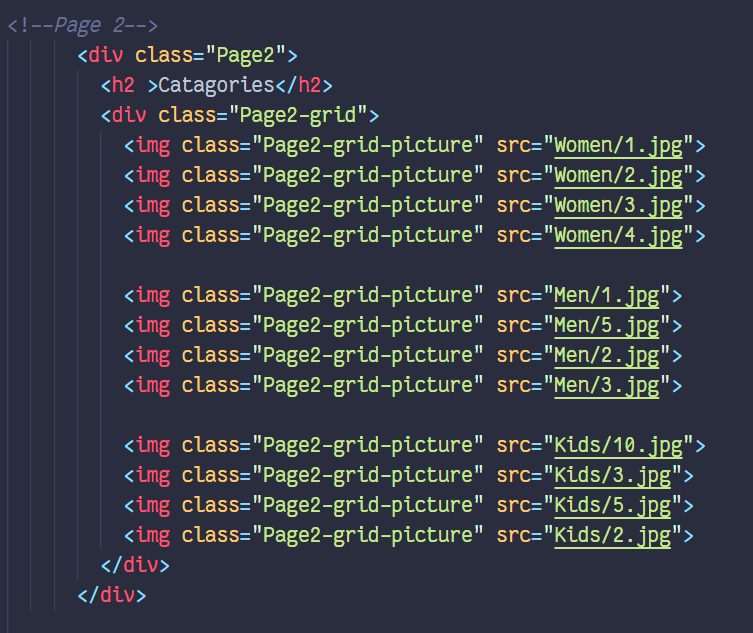 <!--Page 2-->
<div class="Page2">
<h2 >Catagories</h2>
<div class="Page2-grid">
<img class="Page2-grid-picture" src="Women/1.jpg">
<img class="Page2-grid-picture" src="Women/2.jpg">
<img class="Page2-grid-picture" src="Women/3.jpg">
<img class="Page2-grid-picture" src="Women/4.jpg">
<img class="Page2-grid-picture" src="Men/1.jpg">
<img class="Page2-grid-picture" src="Men/5.jpg">
<img class="Page2-grid-picture" src="Men/2.jpg">
<img class="Page2-grid-picture" src="Men/3.jpg">
<img class="Page2-grid-picture" src="Kids/10.jpg">
<img class="Page2-grid-picture" src="Kids/3.jpg">
<img class="Page2-grid-picture" src="Kids/5.jpg">
<img class="Page2-grid-picture" src="Kids/2.jpg">
</div>
</div>